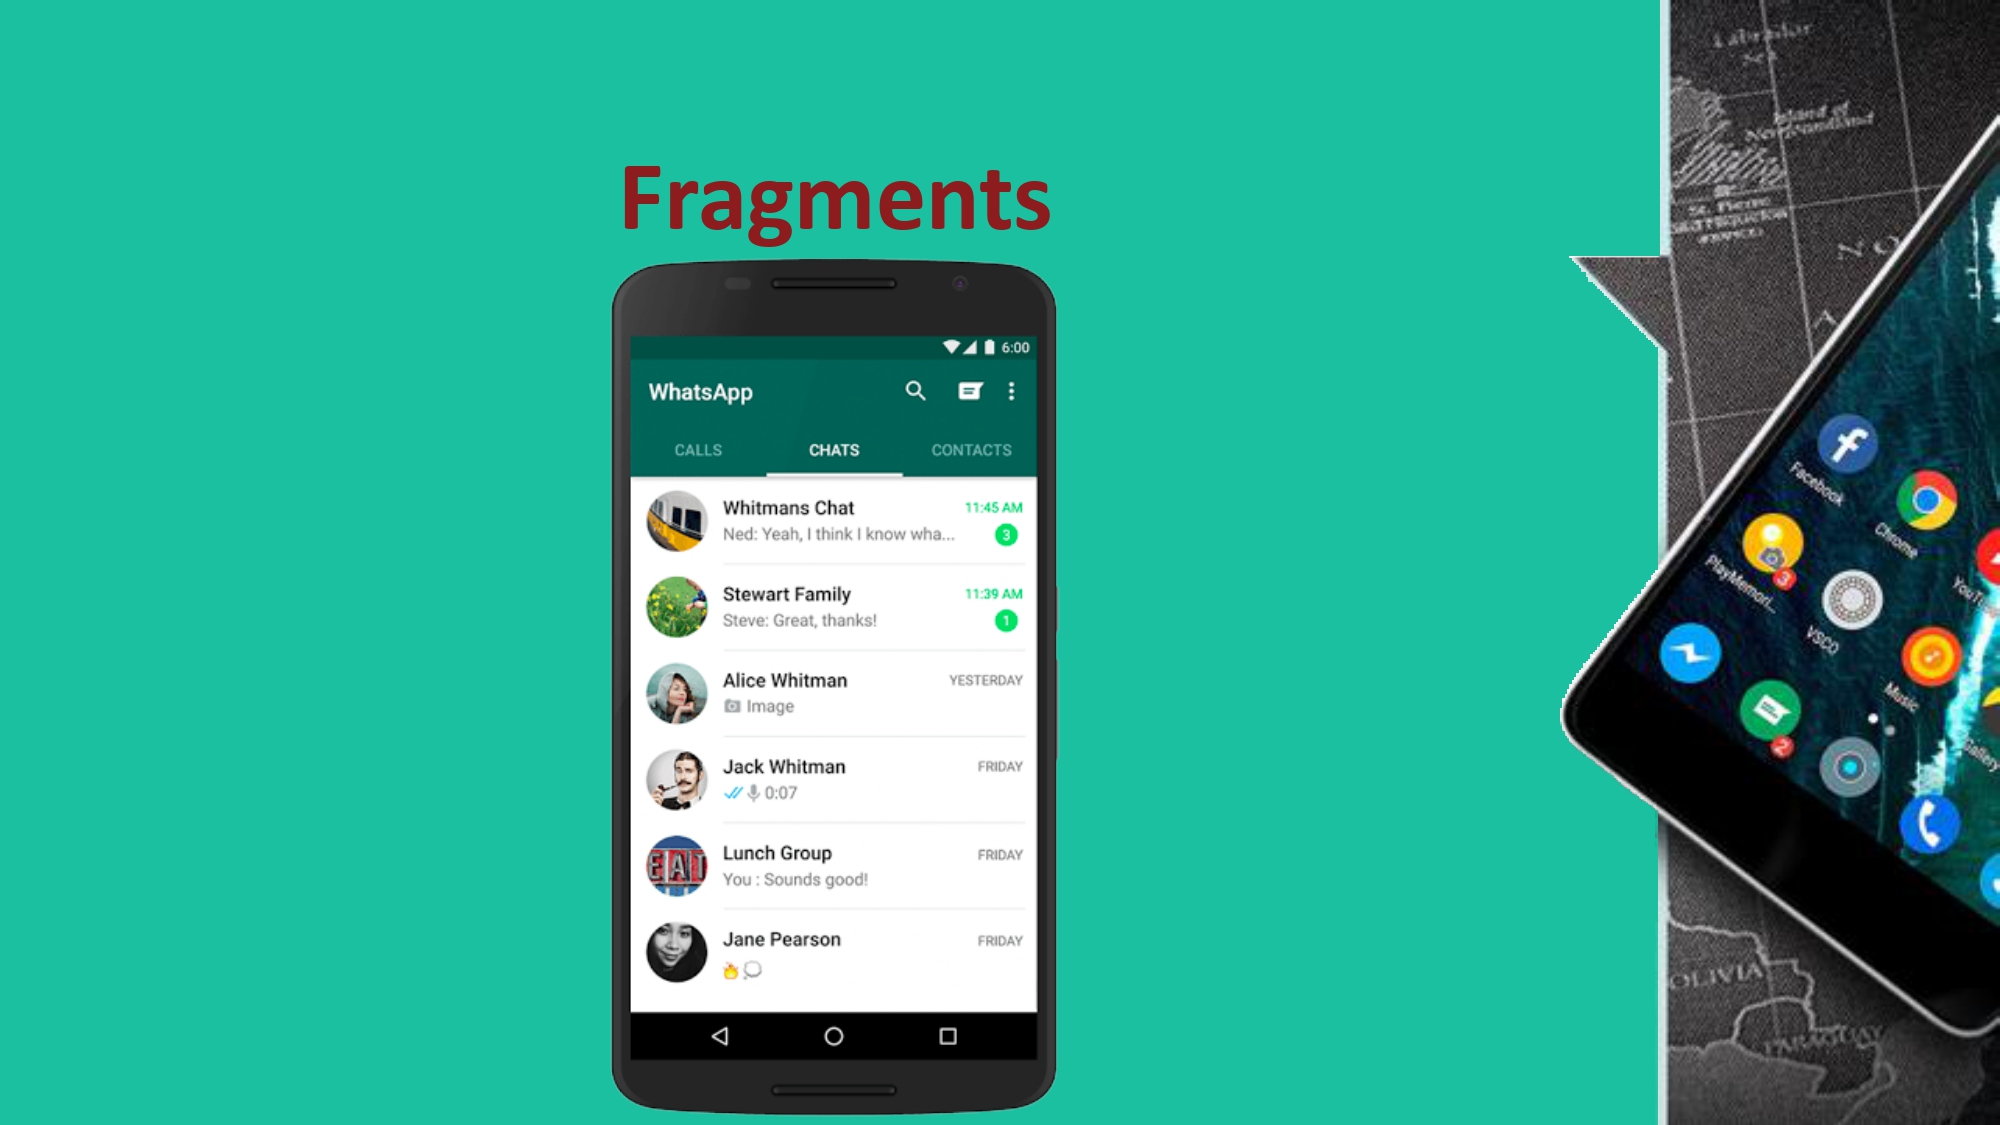 Fragments
6:00
WhatsApp
CALLS CHATS CONTACTS
Whitmans Chat 11:45 AM
Ned: Yeah, I think I know wha... 3
Stewart Family 11:39 AM
Steve: Great, thanks! 1
Alice Whitman YESTERDAY
Image
Jack Whitman FRIDAY
0:07
Lunch Group FRIDAY
You : Sounds good!
EAT
Jane Pearson FRIDAY
Labrador
Island of
Newfoundland
St. Pierre
Facebook
Chrome
PlayMemori... 3
VSCO
YouTu
Music
2
Gallery
OLIVIA
PARAGUAY